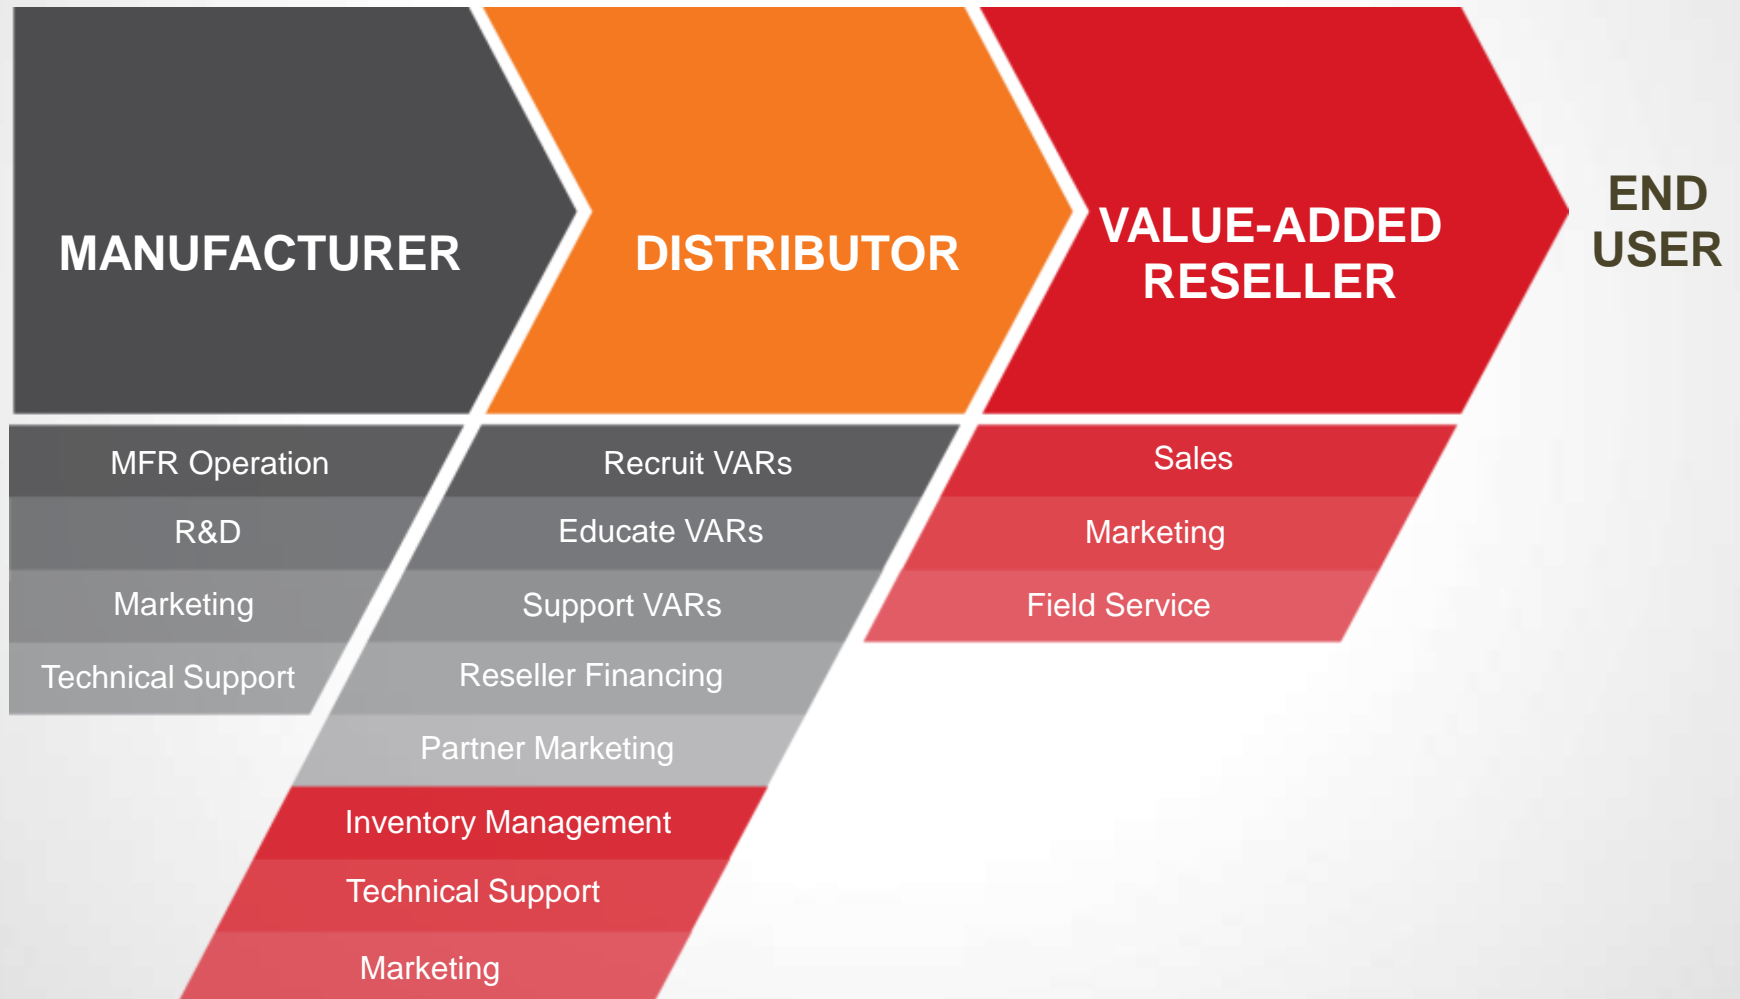 MANUFACTURER
DISTRIBUTOR
VALUE-ADDED
RESELLER
END
USER
MFR Operation
R&D
Marketing
Technical Support
Recruit VARs
Educate VARs
Support VARs
Reseller Financing
Partner Marketing
Inventory Management
Technical Support
Marketing
Sales
Marketing
Field Service